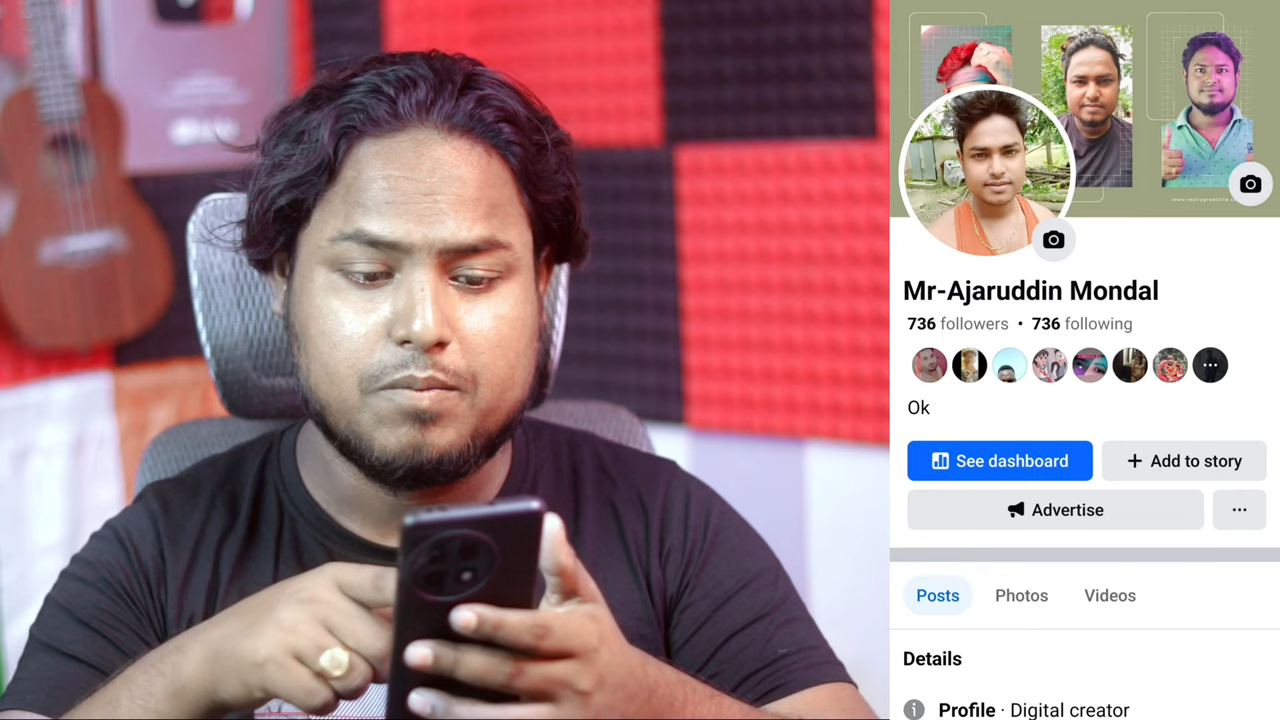 Mr-Ajaruddin Mondal
736 followers • 736 following
Ok
See dashboard
+ Add to story
Advertise
Posts Photos Videos
Details
Profile · Digital creator